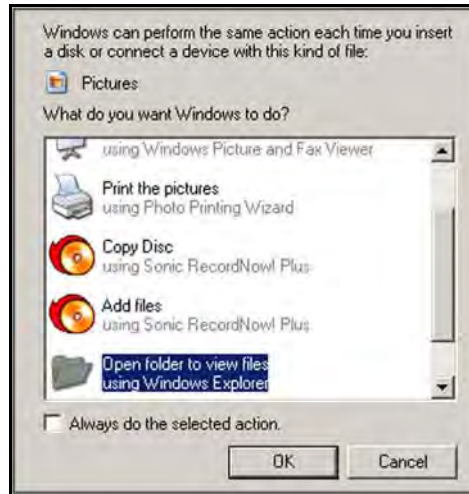 Windows can perform the same action each time you insert
a disk or connect a device with this kind of file:
Pictures
What do you want Windows to do?
using Windows Picture and Fax Viewer
Print the pictures
using Photo Printing Wizard
Copy Disc
using Sonic RecordNow! Plus
Add files
using Sonic RecordNow! Plus
Open folder to view files
using Windows Explorer
Always do the selected action.
OK
Cancel